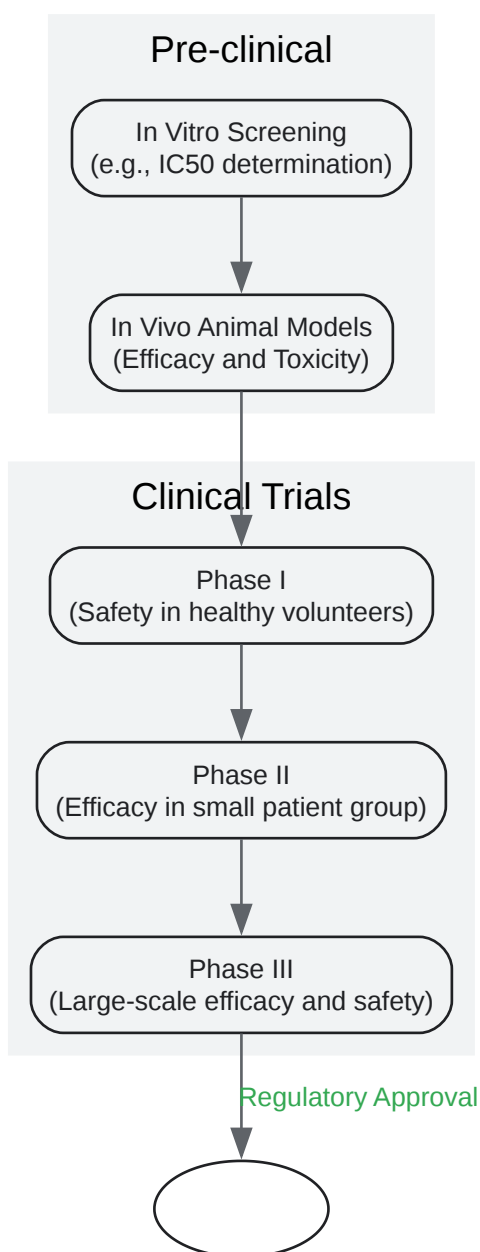 Pre-clinical
In Vitro Screening
(e.g., IC50 determination)
In Vivo Animal Models
(Efficacy and Toxicity)
Clinical Trials
Phase I
(Safety in healthy volunteers)
Phase II
(Efficacy in small patient group)
Phase III
(Large-scale efficacy and safety)
Regulatory Approval